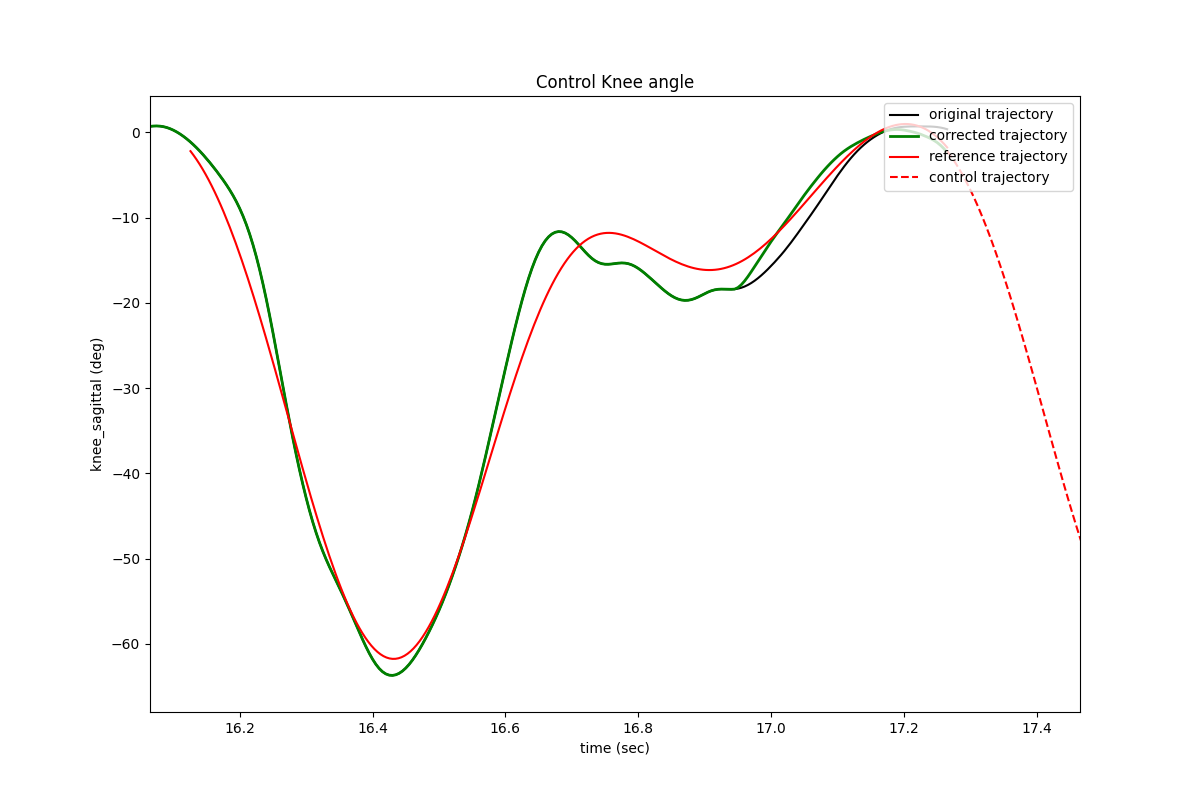 Control Knee angle
original trajectory
corrected trajectory
reference trajectory
control trajectory
knee_sagittal (deg)
0
−10
−20
−30
−40
−50
−60
16.2 16.4 16.6 16.8 17.0 17.2 17.4
time (sec)